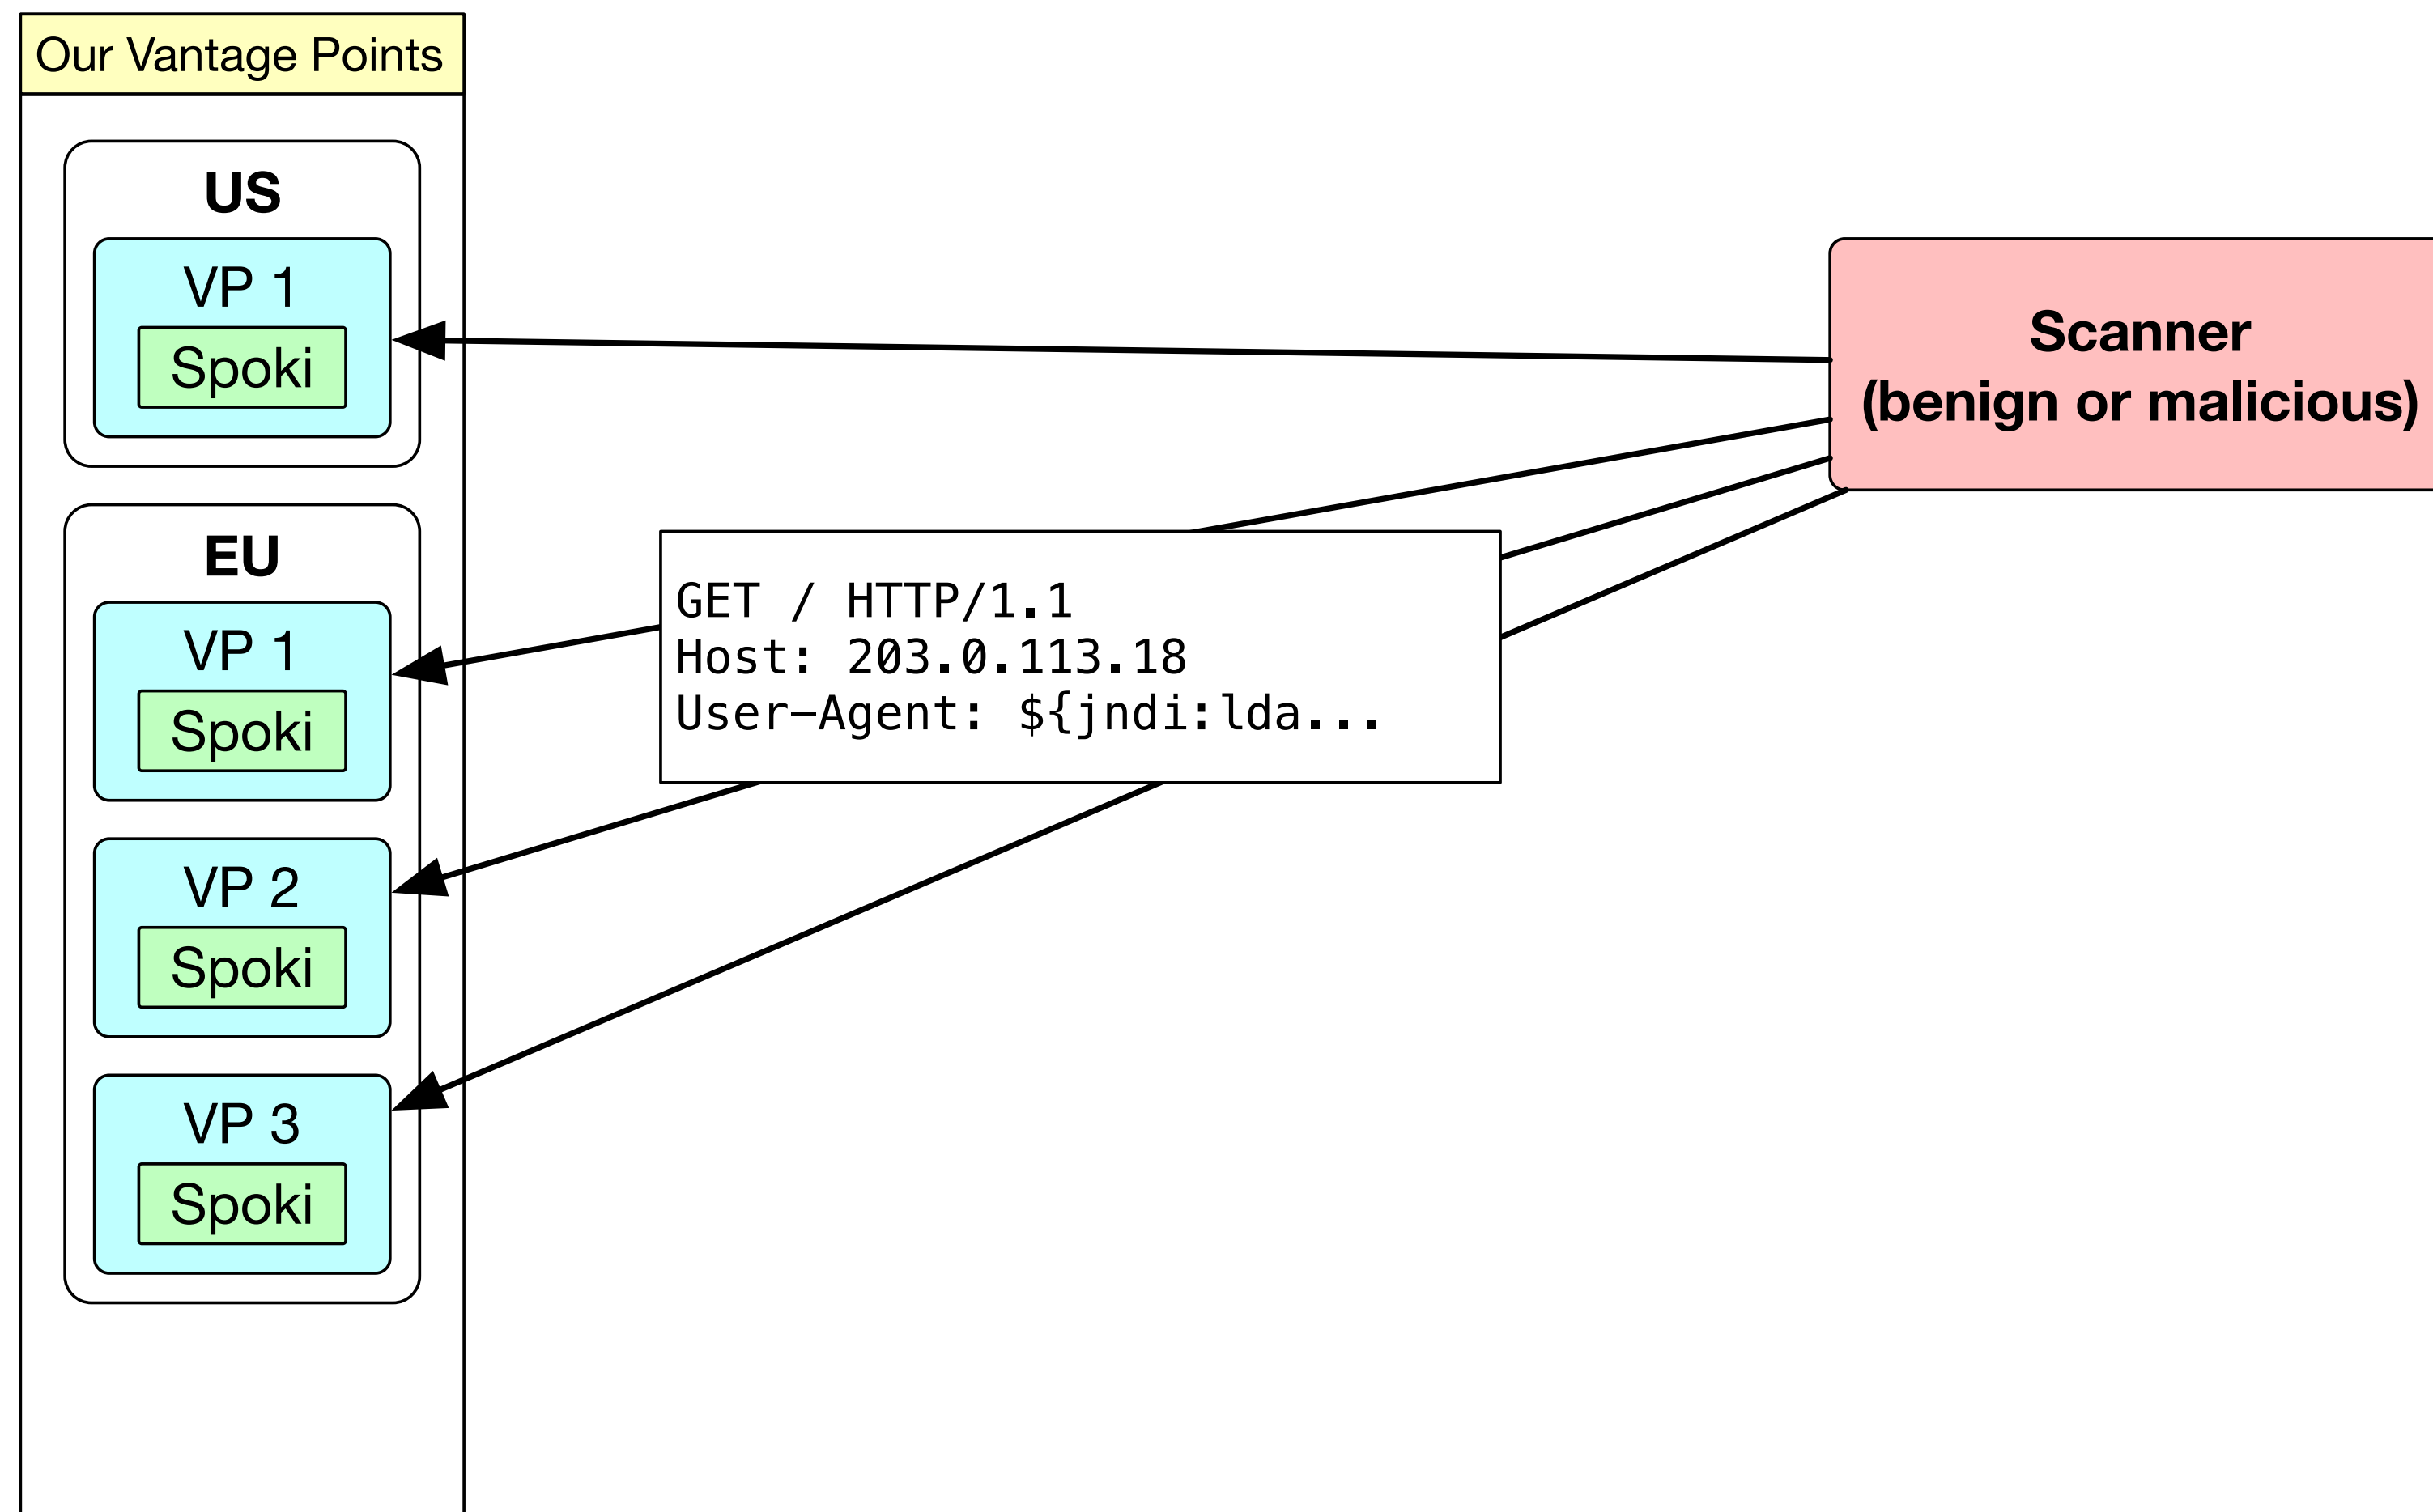 Our Vantage Points
US
VP 1
Spoki
EU
VP 1
Spoki
VP 2
Spoki
VP 3
Spoki
GET / HTTP/1.1
Host: 203.0.113.18
User-Agent: ${jndi:lda...
Scanner
(benign or malicious)